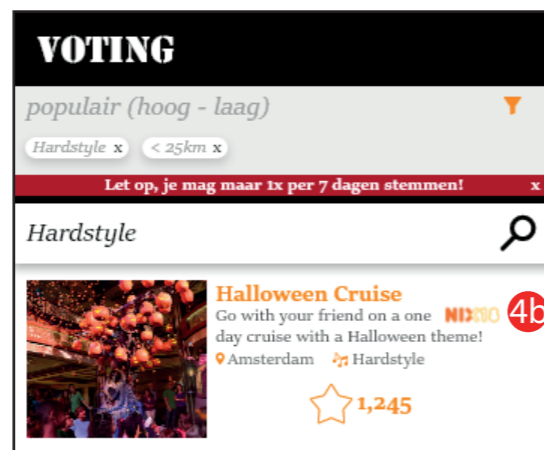 VOTING
populair (hoog - laag)
Hardstyle x < 25km x
Let op, je mag maar 1x per 7 dagen stemmen! x
Hardstyle
Halloween Cruise
Go with your friend on a one
day cruise with a Halloween theme!
Amsterdam Hardstyle
1,245
4b